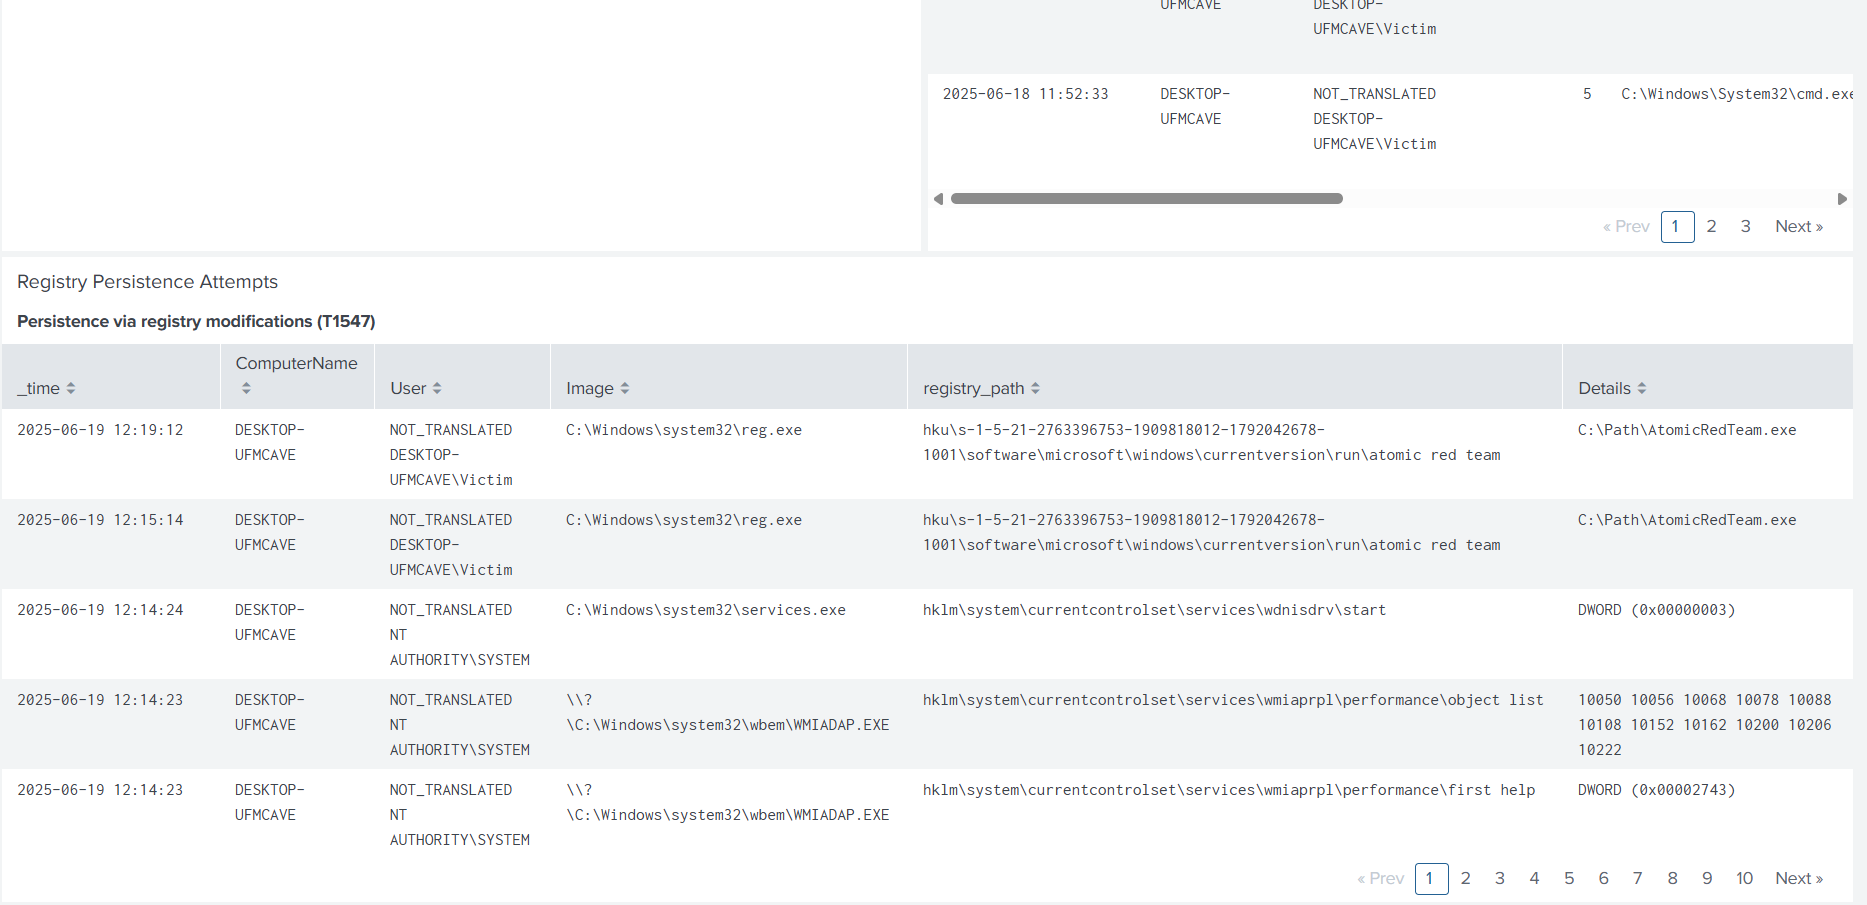 UFMCAVE
DESKTOP-
UFMCAVE\Victim
2025-06-18 11:52:33
DESKTOP-
UFMCAVE
NOT_TRANSLATED
DESKTOP-
UFMCAVE\Victim
5
C:\Windows\System32\cmd.exe
« Prev 1 2 3 Next »
Registry Persistence Attempts
Persistence via registry modifications (T1547)
_time
ComputerName
User
Image
registry_path
Details
2025-06-19 12:19:12
DESKTOP-
UFMCAVE
NOT_TRANSLATED
DESKTOP-
UFMCAVE\Victim
C:\Windows\system32\reg.exe
hku\s-1-5-21-2763396753-1909818012-1792042678-
1001\software\microsoft\windows\currentversion\run\atomic red team
C:\Path\AtomicRedTeam.exe
2025-06-19 12:15:14
DESKTOP-
UFMCAVE
NOT_TRANSLATED
DESKTOP-
UFMCAVE\Victim
C:\Windows\system32\reg.exe
hku\s-1-5-21-2763396753-1909818012-1792042678-
1001\software\microsoft\windows\currentversion\run\atomic red team
C:\Path\AtomicRedTeam.exe
2025-06-19 12:14:24
DESKTOP-
UFMCAVE
NOT_TRANSLATED
NT
AUTHORITY\SYSTEM
C:\Windows\system32\services.exe
hklm\system\currentcontrolset\services\wdnisdrv\start
DWORD (0x00000003)
2025-06-19 12:14:23
DESKTOP-
UFMCAVE
NOT_TRANSLATED
NT
AUTHORITY\SYSTEM
\\?
\C:\Windows\system32\wbem\WMIADAP.EXE
hklm\system\currentcontrolset\services\wmiaprpl\performance\object list
10050 10056 10068 10078 10088
10108 10152 10162 10200 10206
10222
2025-06-19 12:14:23
DESKTOP-
UFMCAVE
NOT_TRANSLATED
NT
AUTHORITY\SYSTEM
\\?
\C:\Windows\system32\wbem\WMIADAP.EXE
hklm\system\currentcontrolset\services\wmiaprpl\performance\first help
DWORD (0x00002743)
« Prev 1 2 3 4 5 6 7 8 9 10 Next »